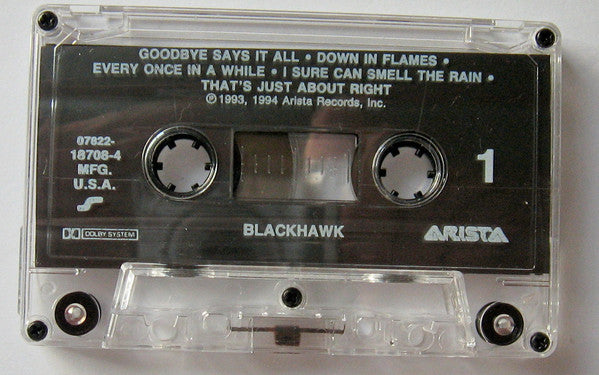 GOODBYE SAYS IT ALL • DOWN IN FLAMES •
EVERY ONCE IN A WHILE • I SURE CAN SMELL THE RAIN •
THAT'S JUST ABOUT RIGHT
℗ 1993, 1994 Arista Records, Inc.
07822-
18708-4
MFG.
U.S.A.
1
DOLBY SYSTEM
BLACKHAWK
ARISTA